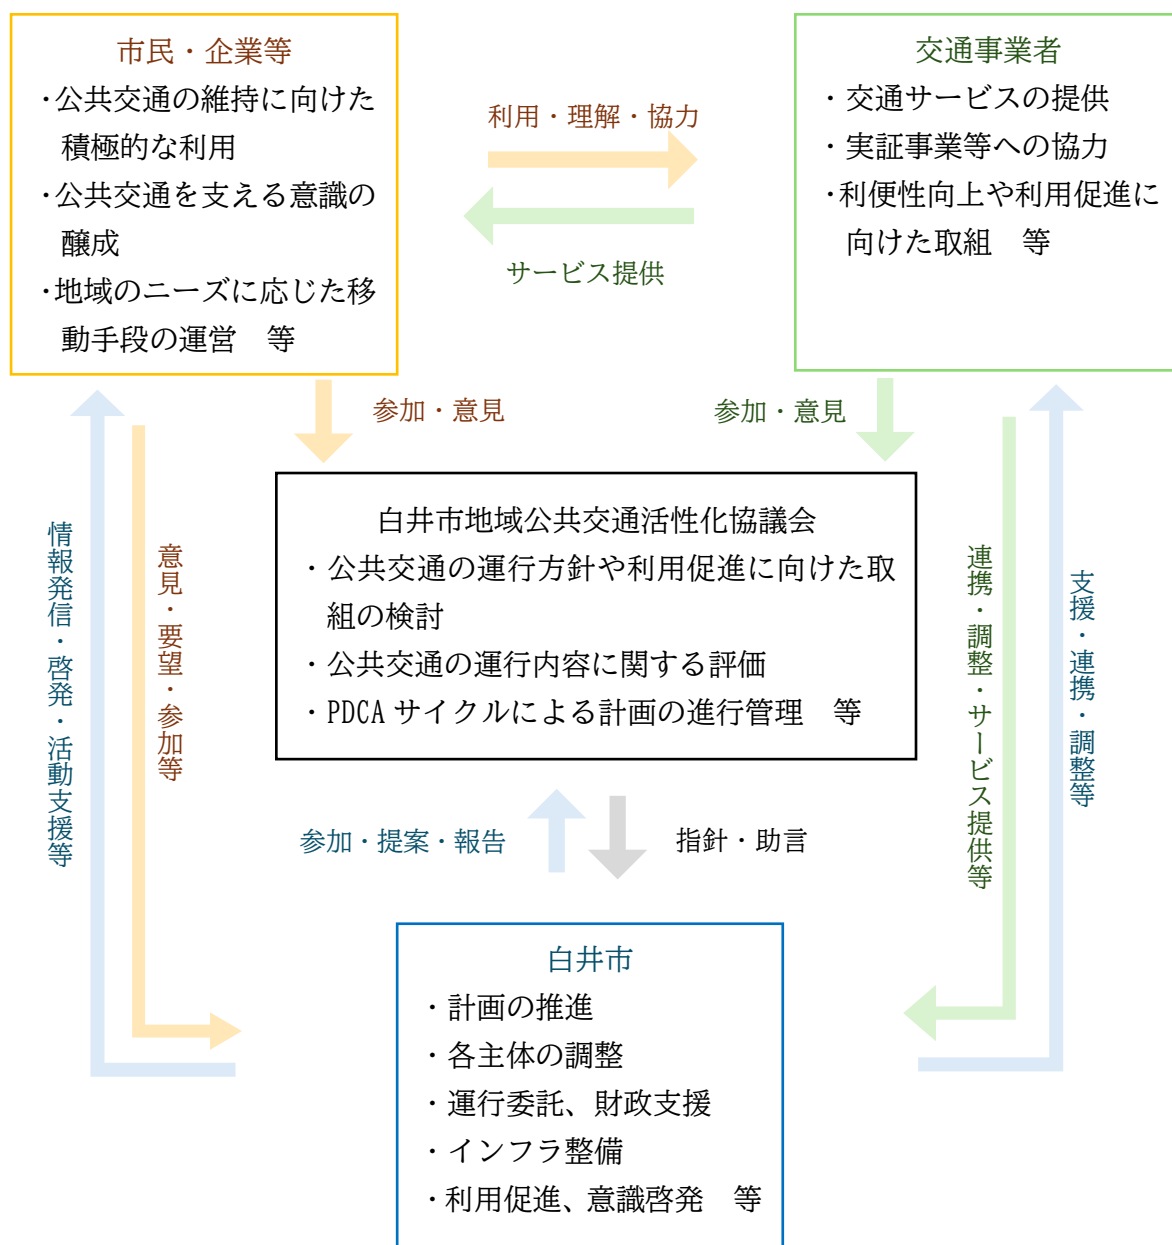 市民・企業等
・公共交通の維持に向けた
積極的な利用
・公共交通を支える意識の
醸成
・地域のニーズに応じた移
動手段の運営　等
利用・理解・協力
サービス提供
交通事業者
・交通サービスの提供
・実証事業等への協力
・利便性向上や利用促進に
向けた取組　等
参加・意見
参加・意見
情報発信・啓発・活動支援等
意見・要望・参加等
白井市地域公共交通活性化協議会
・公共交通の運行方針や利用促進に向けた取
組の検討
・公共交通の運行内容に関する評価
・PDCA サイクルによる計画の進行管理　等
連携・調整・サービス提供等
支援・連携・調整等
参加・提案・報告
指針・助言
白井市
・計画の推進
・各主体の調整
・運行委託、財政支援
・インフラ整備
・利用促進、意識啓発　等